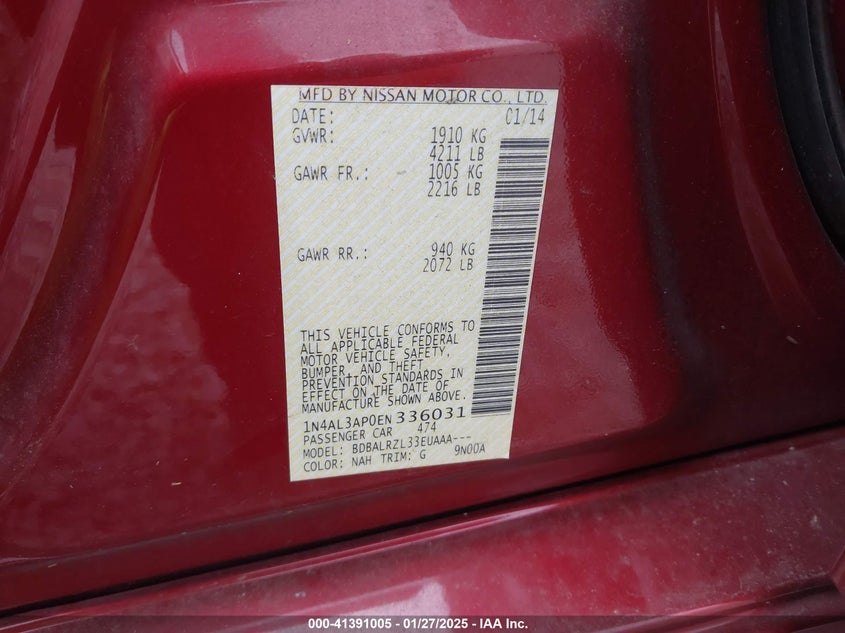 MFD BY NISSAN MOTOR CO., LTD.
DATE: 01/14
GVWR: 1910 KG
4211 LB
GAWR FR.: 1005 KG
2216 LB
GAWR RR.: 940 KG
2072 LB
THIS VEHICLE CONFORMS TO
ALL APPLICABLE FEDERAL
MOTOR VEHICLE SAFETY,
BUMPER, AND THEFT
PREVENTION STANDARDS IN
EFFECT ON THE DATE OF
MANUFACTURE SHOWN ABOVE.
1N4AL3AP0EN336031
PASSENGER CAR 474
MODEL: BDBALRZL33EUAAA---
COLOR: NAH TRIM: G 9N00A
000-41391005 - 01/27/2025 - IAA Inc.